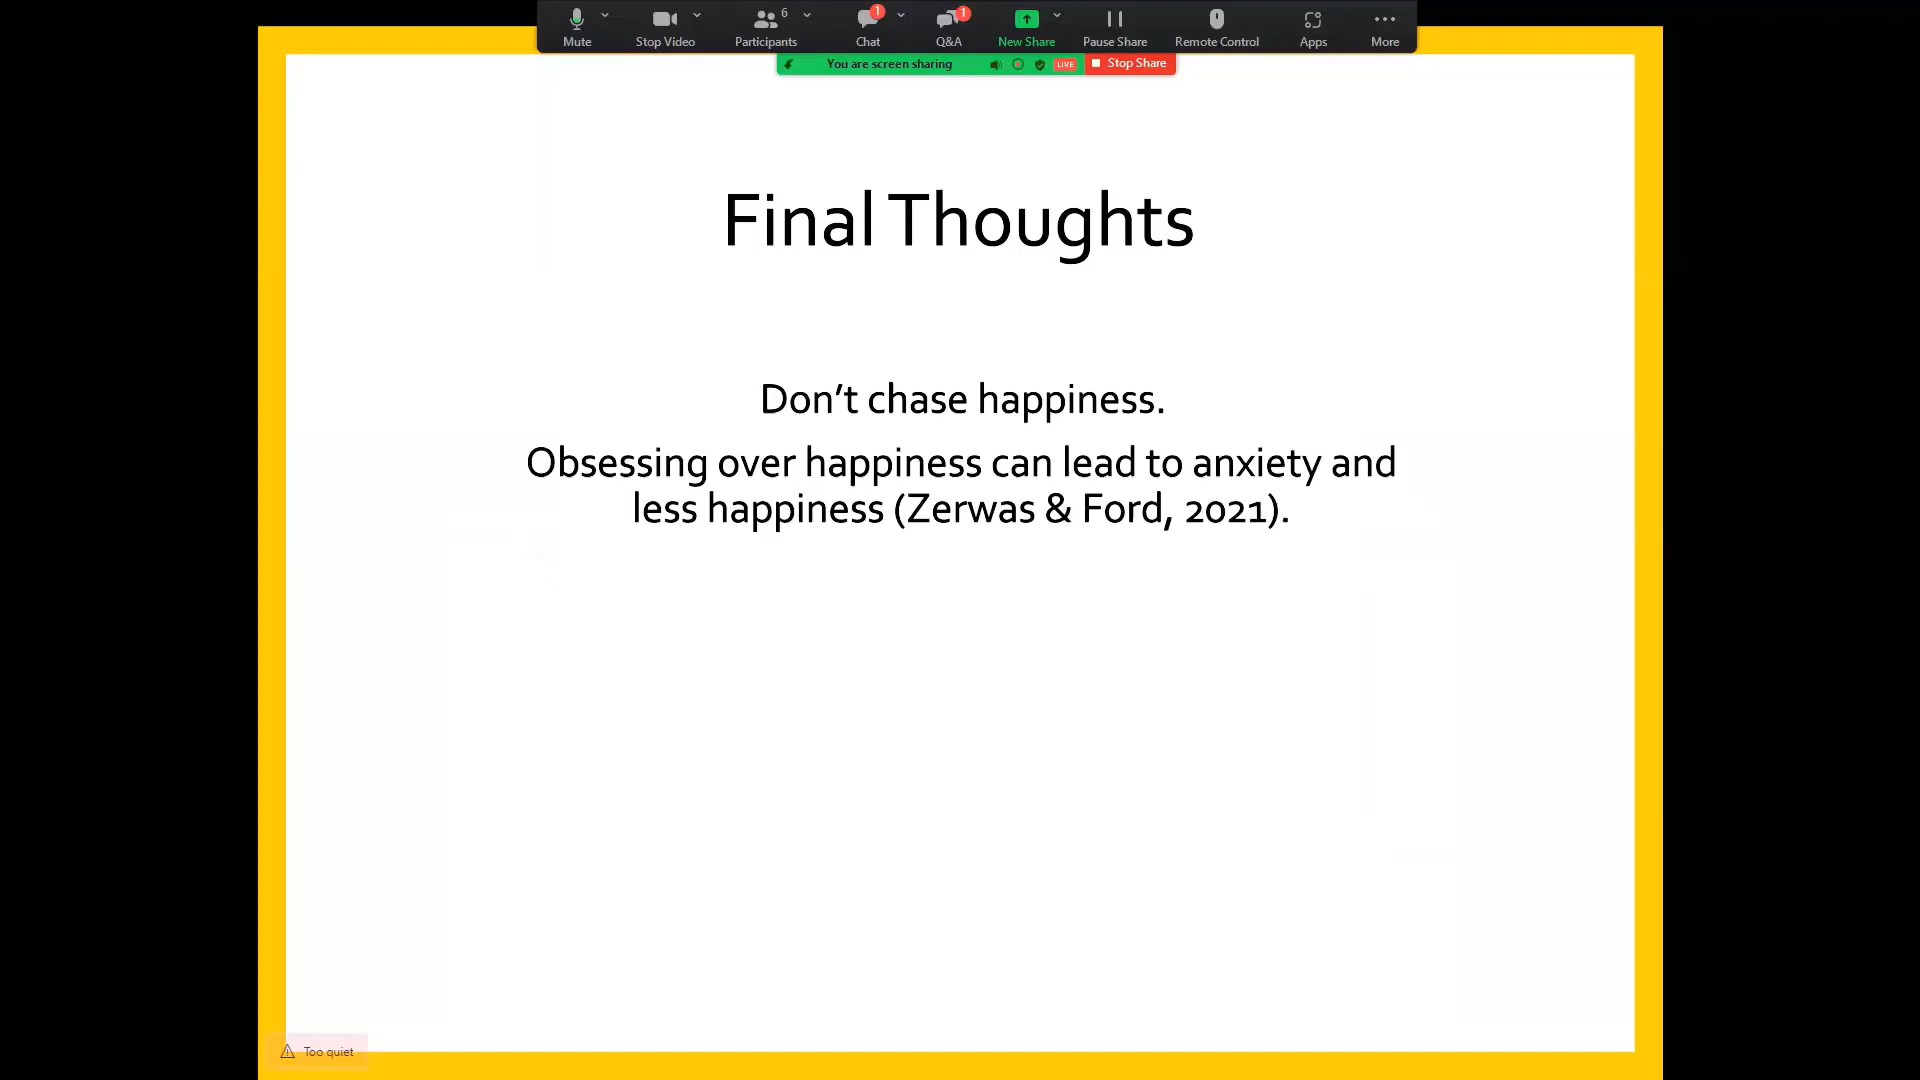 Mute
Stop Video
6
Participants
1
Chat
1
Q&A
New Share
Pause Share
Remote Control
Apps
More
You are screen sharing
LIVE
Stop Share
Final Thoughts
Don’t chase happiness.
Obsessing over happiness can lead to anxiety and
less happiness (Zerwas & Ford, 2021).
Too quiet